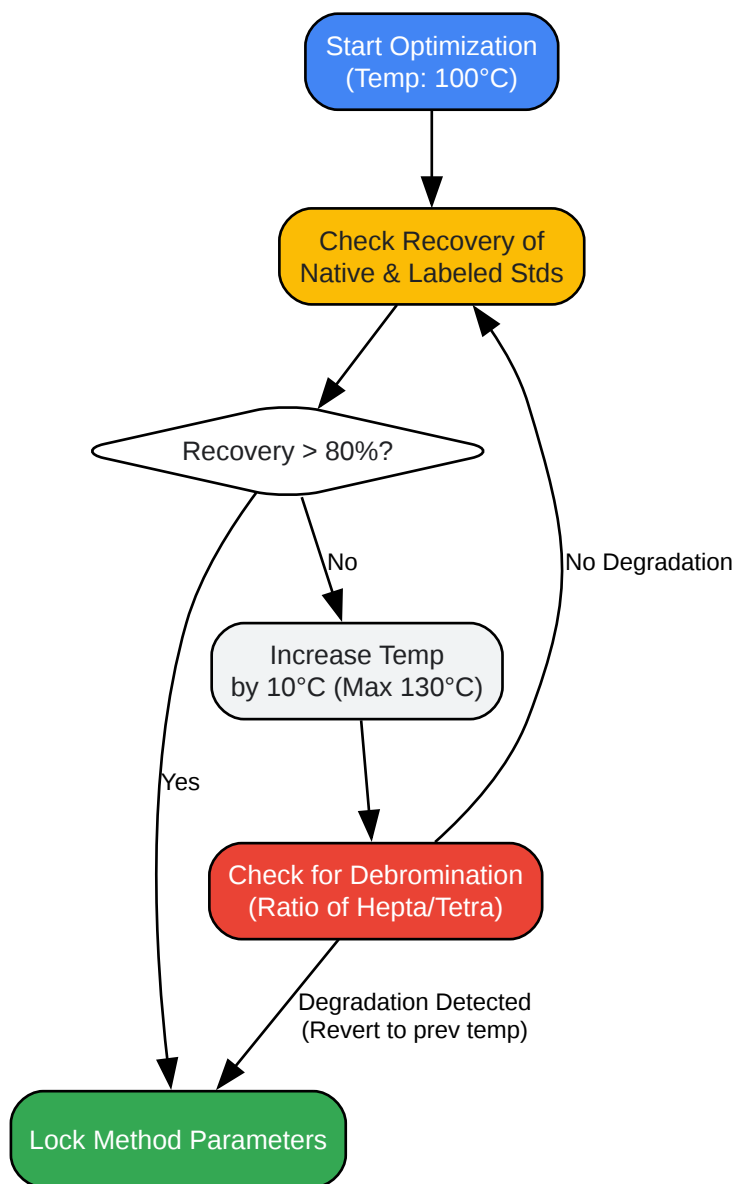 Start Optimization
(Temp: 100°C)
Check Recovery of
Native & Labeled Stds
Recovery > 80%?
No
No Degradation
Increase Temp
by 10°C (Max 130°C)
Yes
Check for Debromination
(Ratio of Hepta/Tetra)
Degradation Detected
(Revert to prev temp)
Lock Method Parameters